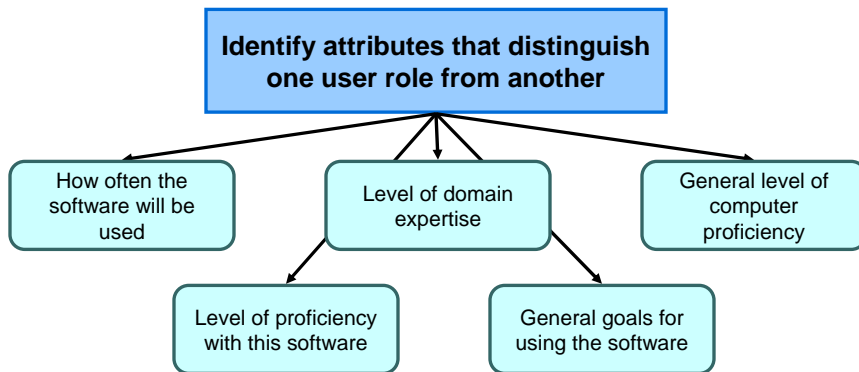 Identify attributes that distinguish
one user role from another
How often the
software will be
used
Level of domain
expertise
General level of
computer
proficiency
Level of proficiency
with this software
General goals for
using the software